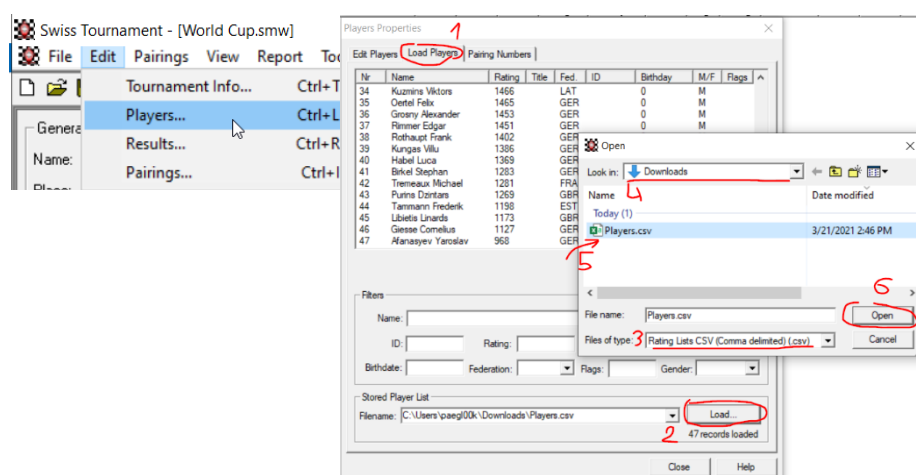 Swiss Tournament - [World Cup.smw]
File Edit Pairings View Report
Tournament Info... Ctrl+T
Players... Ctrl+L
Results... Ctrl+R
Pairings... Ctrl+I
Name:
1
Players Properties
Edit Players Load Players Pairing Numbers
Nr Name Rating Title Fed. ID Birthday M/F Flags
34 Kuzmins Viktors 1466 LAT 0 M
35 Oertel Felix 1465 GER 0 M
36 Grosny Alexander 1453 GER 0 M
37 Rimmer Edgar 1451 GER 0 M
38 Rothaupt Frank 1402 GER
39 Kungas Villu 1386 GER
40 Habel Luca 1369 GER
41 Birkel Stephan 1283 GER
42 Tremeaux Michael 1281 FRA
43 Purins Dzintars 1269 GBR
44 Tammann Frederik 1198 EST
45 Libietis Linards 1173 GBR
46 Giesse Cornelius 1127 GER
47 Afanasyev Yaroslav 968 GER
Filters
Name:
ID: Rating:
Birthdate: Federation: Flags: Gender:
Stored Player List
Filename: C:\Users\paegl00k\Downloads\Players.csv Load...
2 47 records loaded
Close Help
Open
Look in: Downloads
4
Name Date modified
Today (1)
Players.csv 3/21/2021 2:46 PM
5
6
File name: Players.csv Open
Files of type: 3 Rating Lists CSV (Comma delimited) (.csv) Cancel